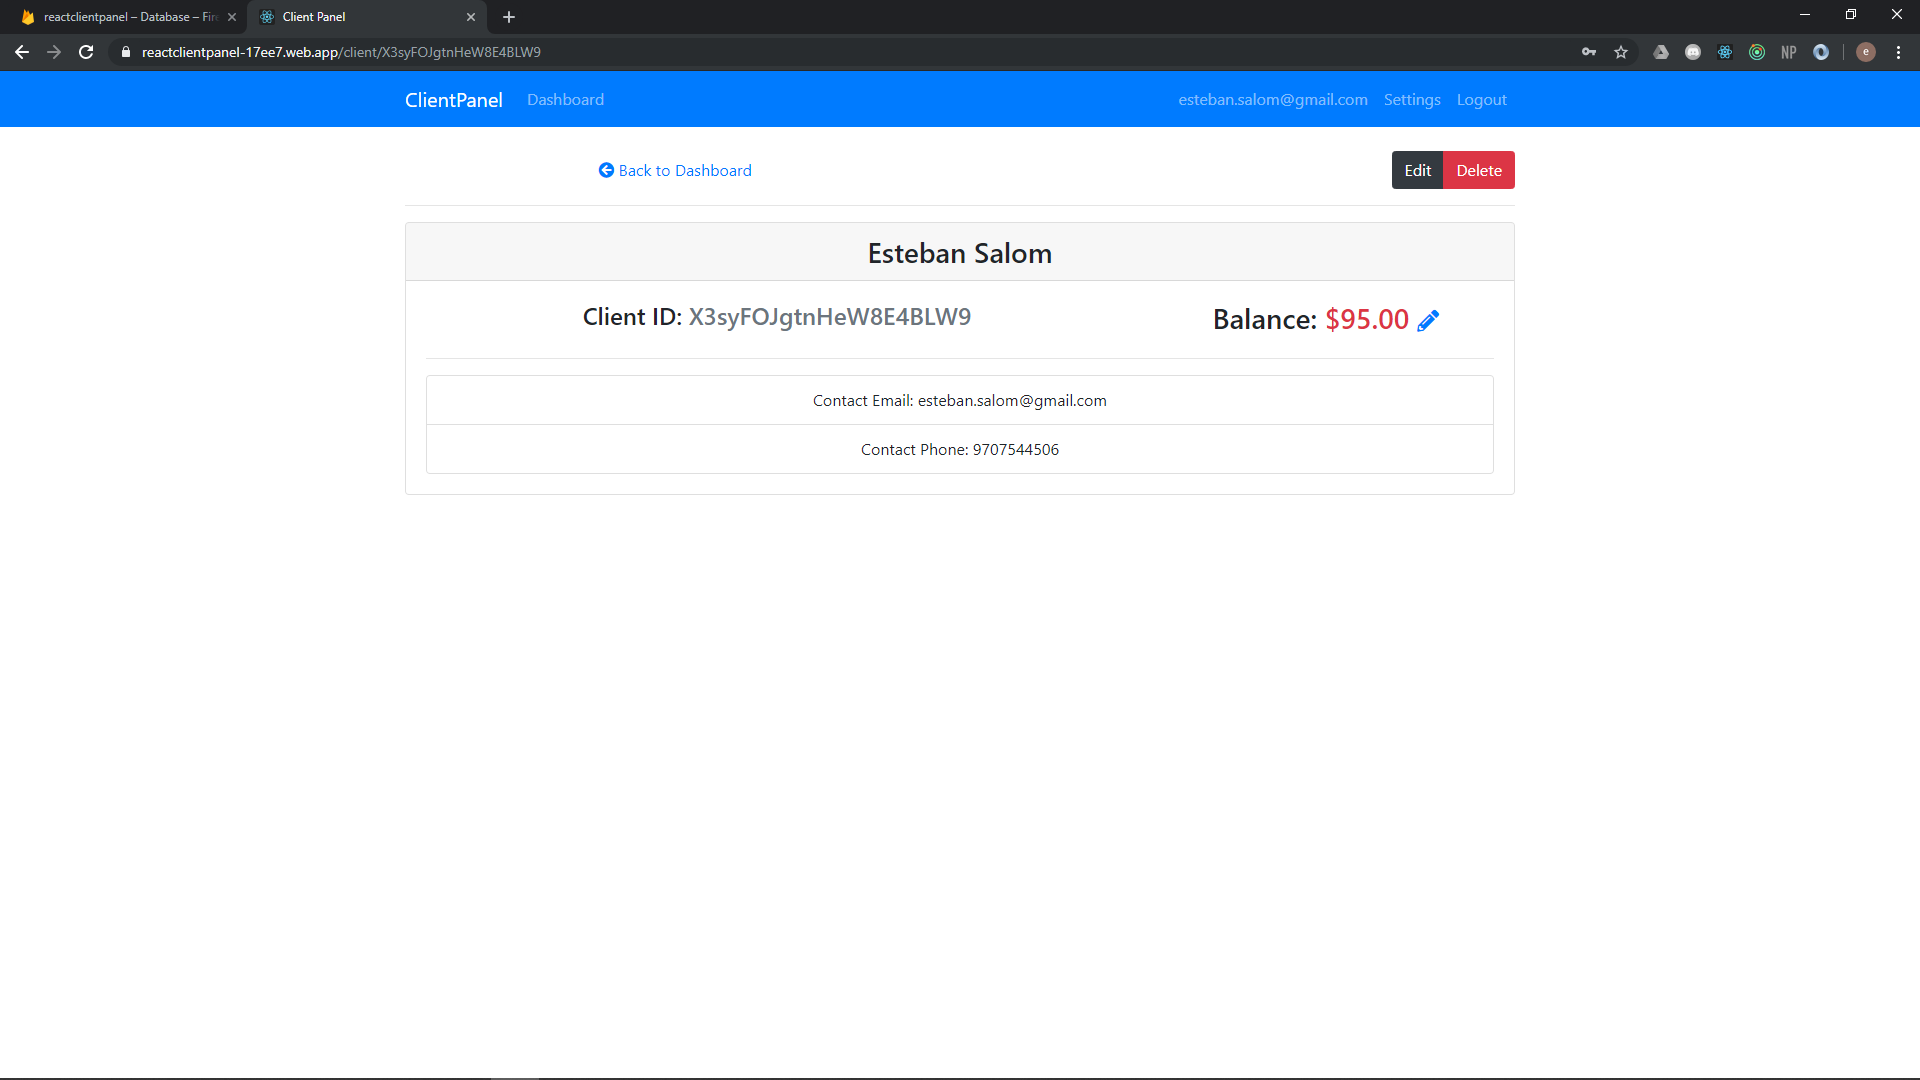 reactclientpanel – Database – Fir
Client Panel
reactclientpanel-17ee7.web.app/client/X3syFOJgtnHeW8E4BLW9
NP
e
ClientPanel Dashboard esteban.salom@gmail.com Settings Logout
Back to Dashboard Edit Delete
Esteban Salom
Client ID: X3syFOJgtnHeW8E4BLW9 Balance: $95.00
Contact Email: esteban.salom@gmail.com
Contact Phone: 9707544506